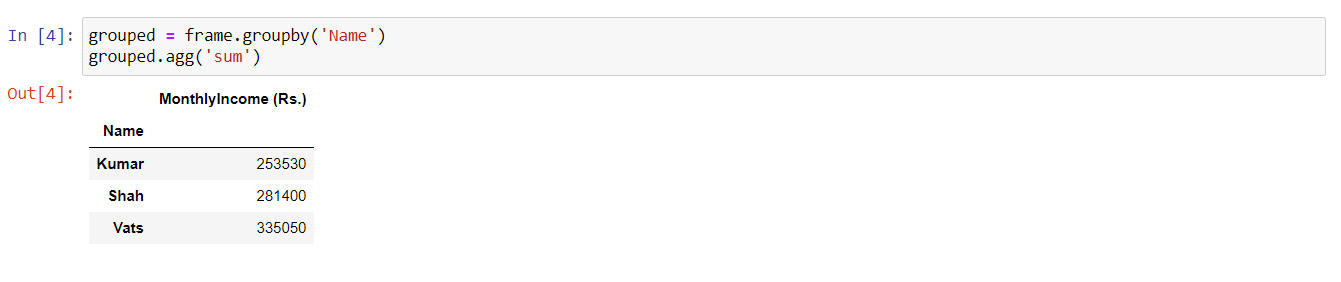 In [4]: grouped = frame.groupby('Name')
grouped.agg('sum')
Out[4]:
MonthlyIncome (Rs.)
Name
Kumar 253530
Shah 281400
Vats 335050